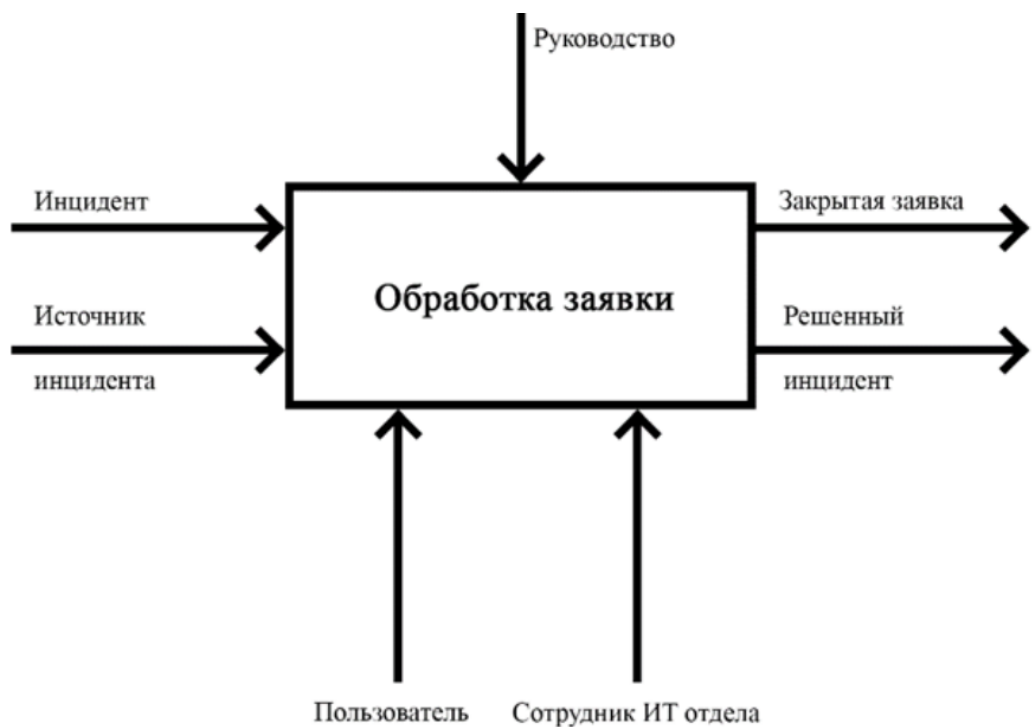 Руководство
Инцидент
Закрытая заявка
Обработка заявки
Источник
инцидента
Решенный
инцидент
Пользователь
Сотрудник ИТ отдела